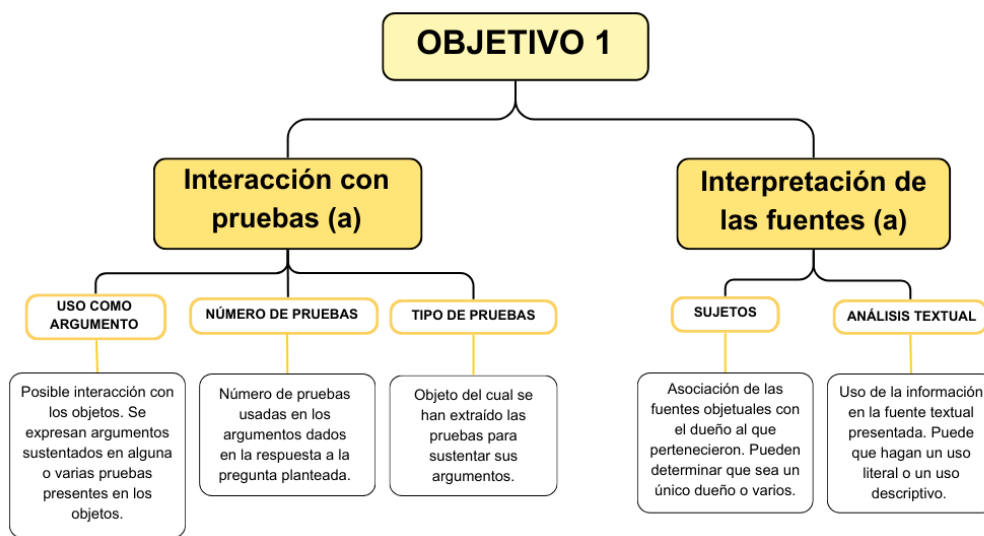 OBJETIVO 1
Interacción con
pruebas (a)
Interpretación de
las fuentes (a)
USO COMO
ARGUMENTO
NÚMERO DE PRUEBAS
TIPO DE PRUEBAS
SUJETOS
ANÁLISIS TEXTUAL
Posible interacción con
los objetos. Se
expresan argumentos
sustentados en alguna
o varias pruebas
presentes en los
objetos.
Número de pruebas
usadas en los
argumentos dados
en la respuesta a la
pregunta planteada.
Objeto del cual se
han extraído las
pruebas para
sustentar sus
argumentos.
Asociación de las
fuentes objetuales con
el dueño al que
pertenecieron. Pueden
determinar que sea un
único dueño o varios.
Uso de la información
en la fuente textual
presentada. Puede
que hagan un uso
literal o un uso
descriptivo.